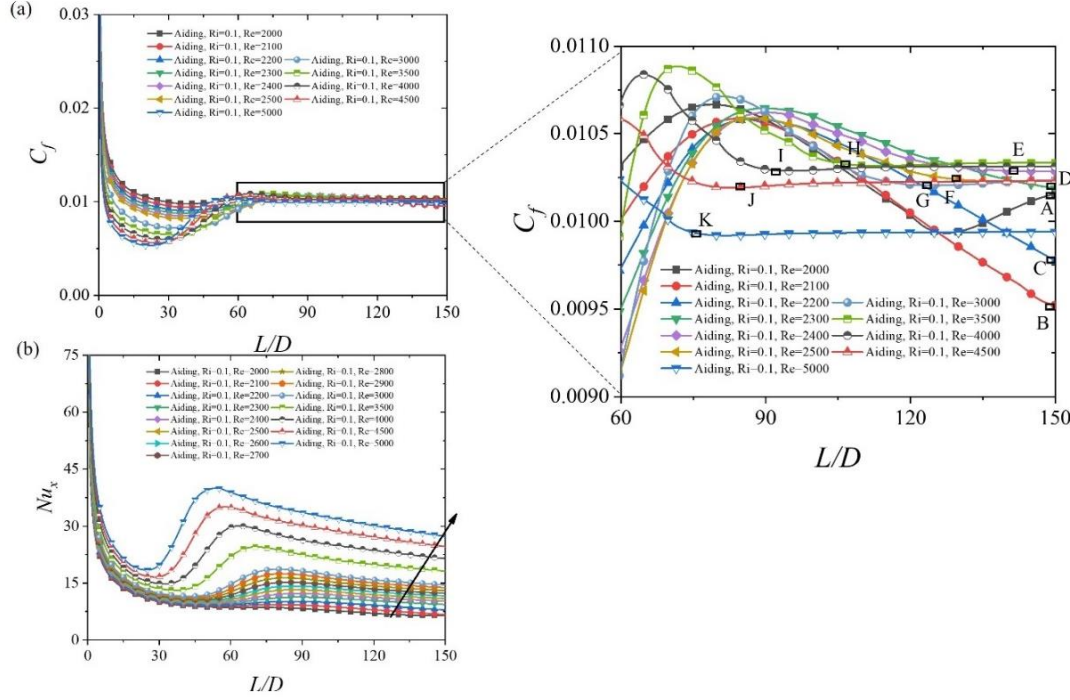 (a)
0.03
0.02
0.01
0.00
C_f
Aiding, Ri=0.1, Re=2000
Aiding, Ri=0.1, Re=2100
Aiding, Ri=0.1, Re=2200
Aiding, Ri=0.1, Re=2300
Aiding, Ri=0.1, Re=2400
Aiding, Ri=0.1, Re=2500
Aiding, Ri=0.1, Re=5000
Aiding, Ri=0.1, Re=3000
Aiding, Ri=0.1, Re=3500
Aiding, Ri=0.1, Re=4000
Aiding, Ri=0.1, Re=4500
0 30 60 90 120 150
L/D
0.0110
0.0105
0.0100
0.0095
0.0090
C_f
A
B
C
D
E
F
G
H
I
J
K
Aiding, Ri=0.1, Re=2000
Aiding, Ri=0.1, Re=2100
Aiding, Ri=0.1, Re=2200
Aiding, Ri=0.1, Re=2300
Aiding, Ri=0.1, Re=2400
Aiding, Ri=0.1, Re=2500
Aiding, Ri=0.1, Re=5000
Aiding, Ri=0.1, Re=3000
Aiding, Ri=0.1, Re=3500
Aiding, Ri=0.1, Re=4000
Aiding, Ri=0.1, Re=4500
60 90 120 150
L/D
(b)
75
60
45
30
15
0
Nu_x
Aiding, Ri=0.1, Re=2000
Aiding, Ri=0.1, Re=2100
Aiding, Ri=0.1, Re=2200
Aiding, Ri=0.1, Re=2300
Aiding, Ri=0.1, Re=2400
Aiding, Ri=0.1, Re=2500
Aiding, Ri=0.1, Re=2600
Aiding, Ri=0.1, Re=2700
Aiding, Ri=0.1, Re=2800
Aiding, Ri=0.1, Re=2900
Aiding, Ri=0.1, Re=3000
Aiding, Ri=0.1, Re=3500
Aiding, Ri=0.1, Re=4000
Aiding, Ri=0.1, Re=4500
Aiding, Ri=0.1, Re=5000
0 30 60 90 120 150
L/D